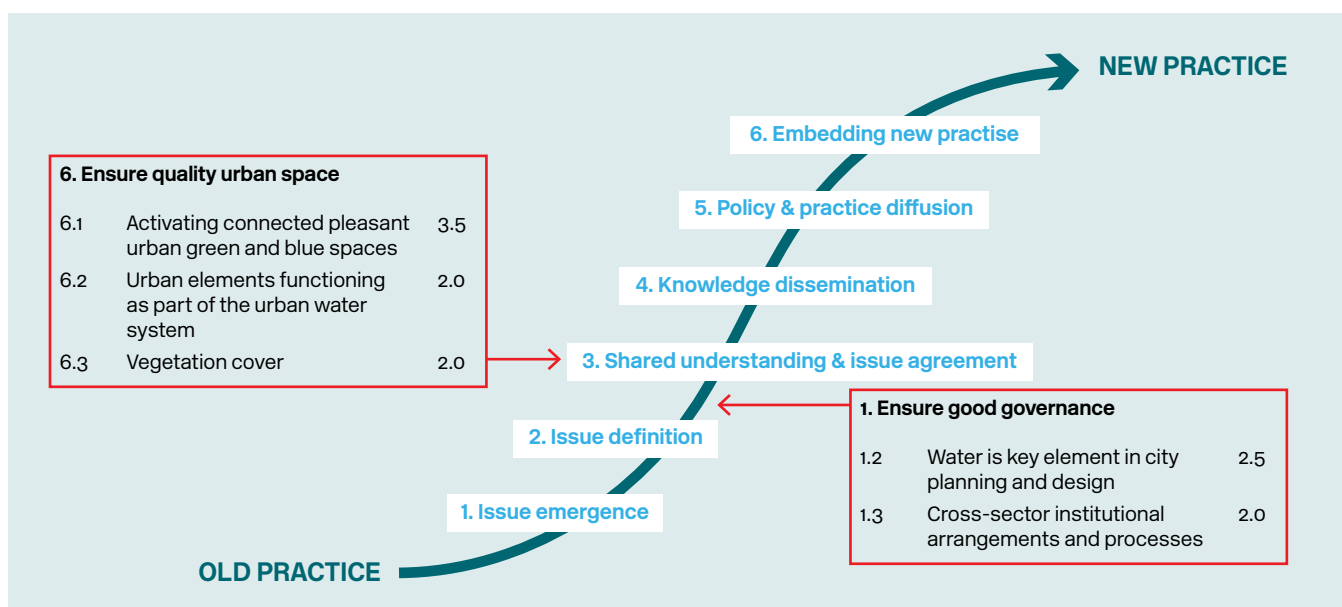 NEW PRACTICE
6. Embedding new practise
5. Policy & practice diffusion
4. Knowledge dissemination
3. Shared understanding & issue agreement
2. Issue definition
1. Issue emergence
OLD PRACTICE
6. Ensure quality urban space
6.1 Activating connected pleasant 3.5
urban green and blue spaces
6.2 Urban elements functioning 2.0
as part of the urban water
system
6.3 Vegetation cover 2.0
1. Ensure good governance
1.2 Water is key element in city 2.5
planning and design
1.3 Cross-sector institutional 2.0
arrangements and processes